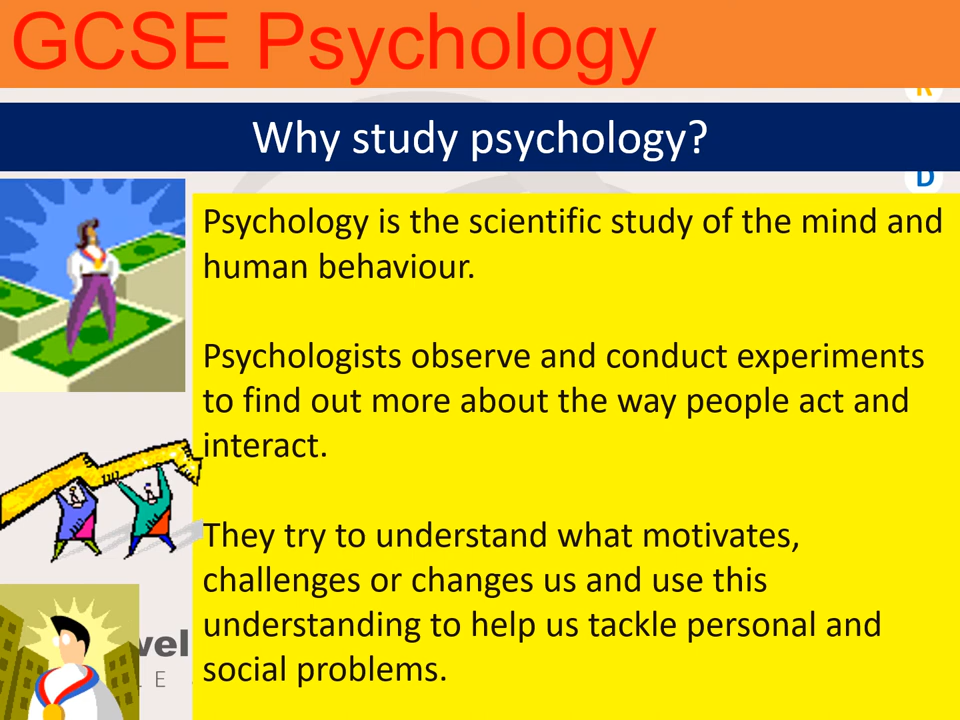 GCSE Psychology
R
Why study psychology?
D
Psychology is the scientific study of the mind and
human behaviour.
Psychologists observe and conduct experiments
to find out more about the way people act and
interact.
They try to understand what motivates,
challenges or changes us and use this
understanding to help us tackle personal and
social problems.
vel
L E